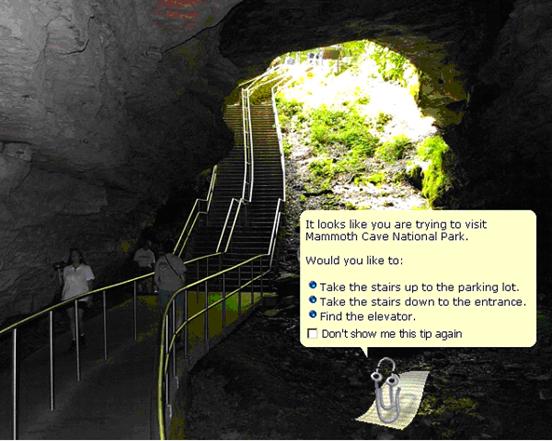 It looks like you are trying to visit
Mammoth Cave National Park.
Would you like to:
Take the stairs up to the parking lot.
Take the stairs down to the entrance.
Find the elevator.
Don't show me this tip again